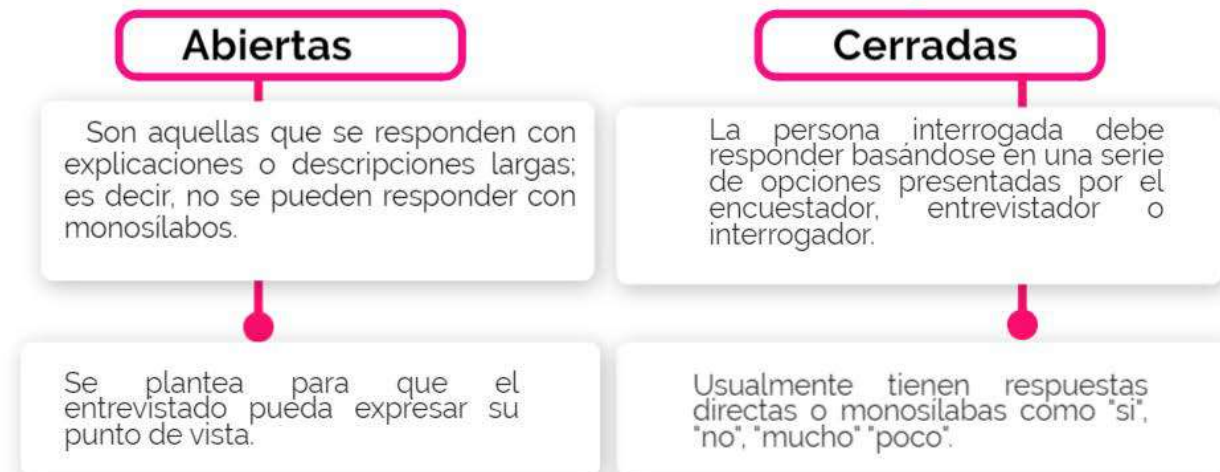 Abiertas
Son aquellas que se responden con
explicaciones o descripciones largas;
es decir, no se pueden responder con
monosílabos.
Se plantea para que el
entrevistado pueda expresar su
punto de vista.
Cerradas
La persona interrogada debe
responder basándose en una serie
de opciones presentadas por el
encuestador, entrevistador o
interrogador.
Usualmente tienen respuestas
directas o monosílabas como "si",
"no", "mucho" "poco".